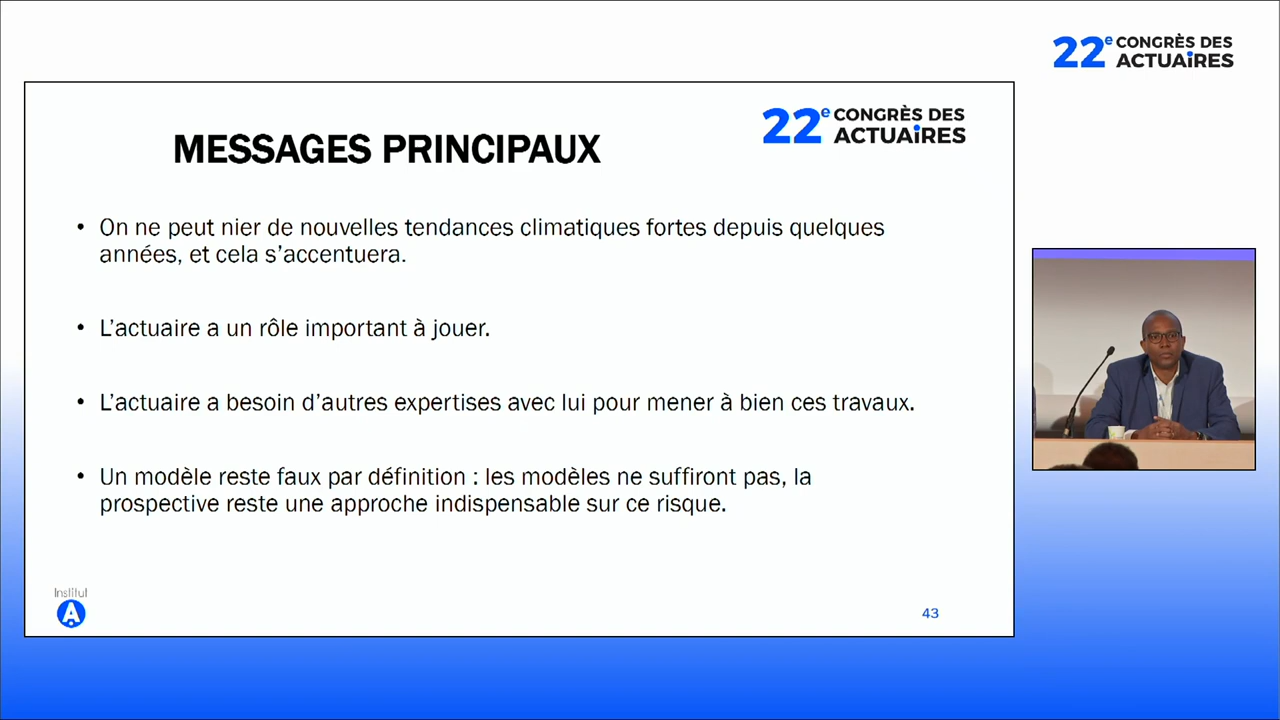 22e CONGRÈS DES
ACTUAiRES
22e CONGRÈS DES
ACTUAiRES
MESSAGES PRINCIPAUX
• On ne peut nier de nouvelles tendances climatiques fortes depuis quelques
années, et cela s’accentuera.
• L’actuaire a un rôle important à jouer.
• L’actuaire a besoin d’autres expertises avec lui pour mener à bien ces travaux.
• Un modèle reste faux par définition : les modèles ne suffiront pas, la
prospective reste une approche indispensable sur ce risque.
Institut
A
43